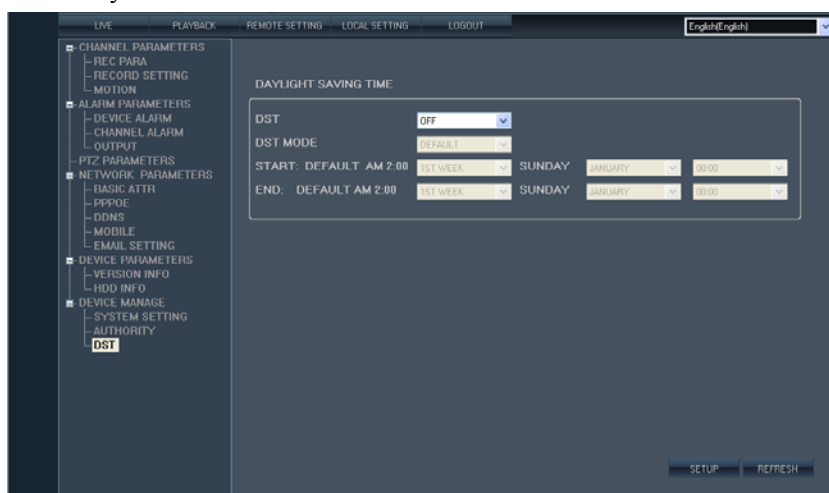 LIVE PLAYBACK REMOTE SETTING LOCAL SETTING LOGOUT English(English)
CHANNEL PARAMETERS
REC PARA
RECORD SETTING
MOTION
ALARM PARAMETERS
DEVICE ALARM
CHANNEL ALARM
OUTPUT
PTZ PARAMETERS
NETWORK PARAMETERS
BASIC ATTR
PPPOE
DDNS
MOBILE
EMAIL SETTING
DEVICE PARAMETERS
VERSION INFO
HDD INFO
DEVICE MANAGE
SYSTEM SETTING
AUTHORITY
DST
DAYLIGHT SAVING TIME
DST OFF
DST MODE DEFAULT
START: DEFAULT AM 2:00 1ST WEEK SUNDAY JANUARY 00:00
END: DEFAULT AM 2:00 1ST WEEK SUNDAY JANUARY 00:00
SETUP REFRESH